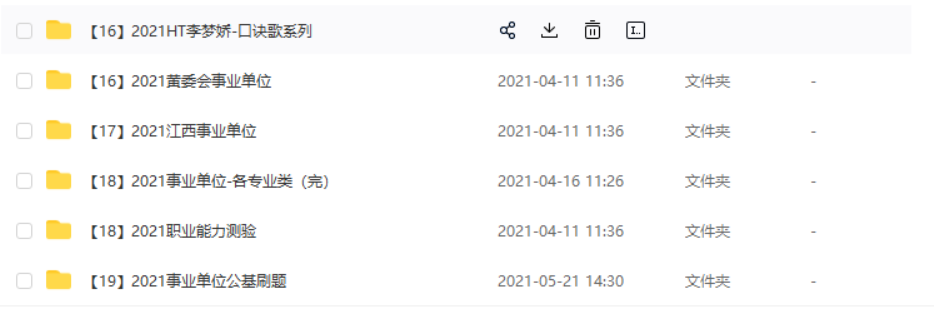 【16】2021HT李梦娇-口诀歌系列
【16】2021黄委会事业单位 2021-04-11 11:36 文件夹 -
【17】2021江西事业单位 2021-04-11 11:36 文件夹 -
【18】2021事业单位-各专业类（完） 2021-04-16 11:26 文件夹 -
【18】2021职业能力测验 2021-04-11 11:36 文件夹 -
【19】2021事业单位公基刷题 2021-05-21 14:30 文件夹 -